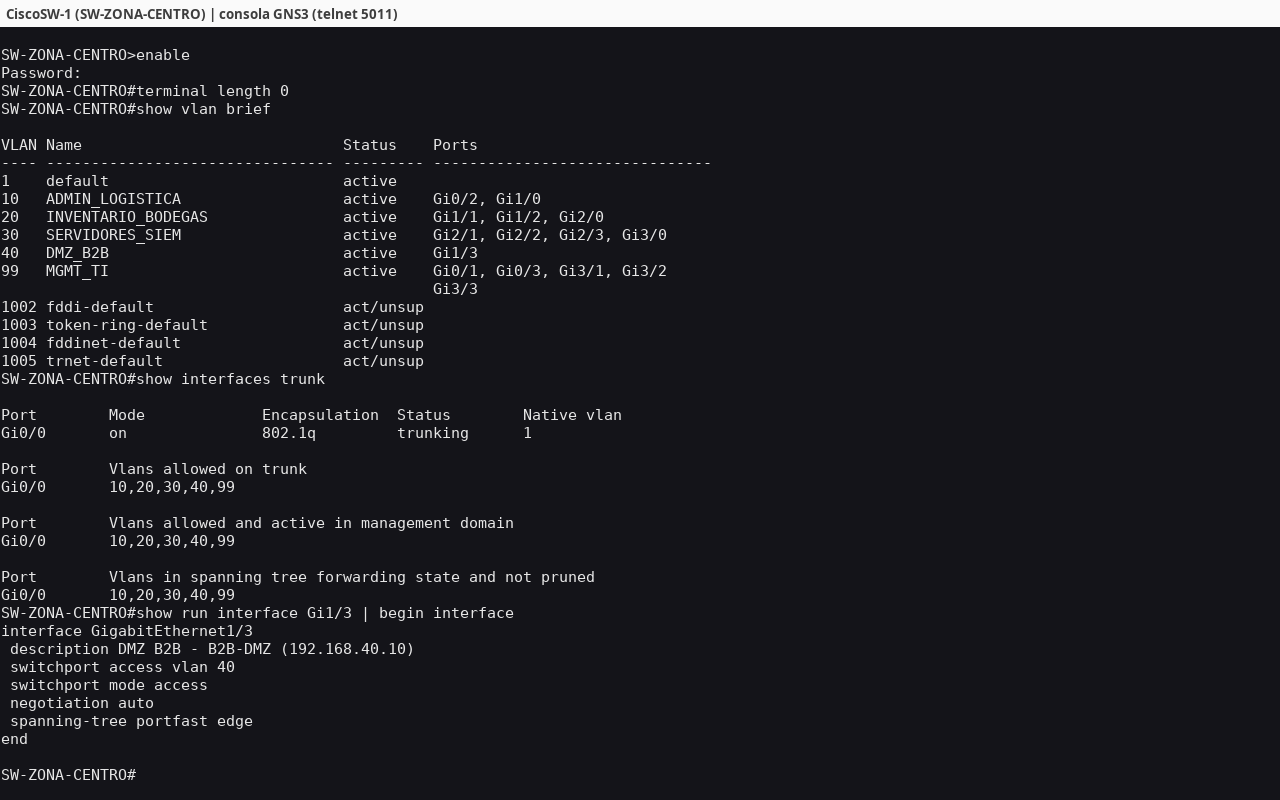 CiscoSW-1 (SW-ZONA-CENTRO) | consola GNS3 (telnet 5011)
SW-ZONA-CENTRO>enable
Password:
SW-ZONA-CENTRO#terminal length 0
SW-ZONA-CENTRO#show vlan brief

VLAN Name                             Status    Ports
---- -------------------------------- --------- -------------------------------
1    default                          active
10   ADMIN_LOGISTICA                  active    Gi0/2, Gi1/0
20   INVENTARIO_BODEGAS               active    Gi1/1, Gi1/2, Gi2/0
30   SERVIDORES_SIEM                  active    Gi2/1, Gi2/2, Gi2/3, Gi3/0
40   DMZ_B2B                          active    Gi1/3
99   MGMT_TI                          active    Gi0/1, Gi0/3, Gi3/1, Gi3/2
                                                Gi3/3
1002 fddi-default                     act/unsup
1003 token-ring-default               act/unsup
1004 fddinet-default                  act/unsup
1005 trnet-default                    act/unsup
SW-ZONA-CENTRO#show interfaces trunk

Port        Mode             Encapsulation  Status        Native vlan
Gi0/0       on               802.1q         trunking      1

Port        Vlans allowed on trunk
Gi0/0       10,20,30,40,99

Port        Vlans allowed and active in management domain
Gi0/0       10,20,30,40,99

Port        Vlans in spanning tree forwarding state and not pruned
Gi0/0       10,20,30,40,99
SW-ZONA-CENTRO#show run interface Gi1/3 | begin interface
interface GigabitEthernet1/3
 description DMZ B2B - B2B-DMZ (192.168.40.10)
 switchport access vlan 40
 switchport mode access
 negotiation auto
 spanning-tree portfast edge
end

SW-ZONA-CENTRO#